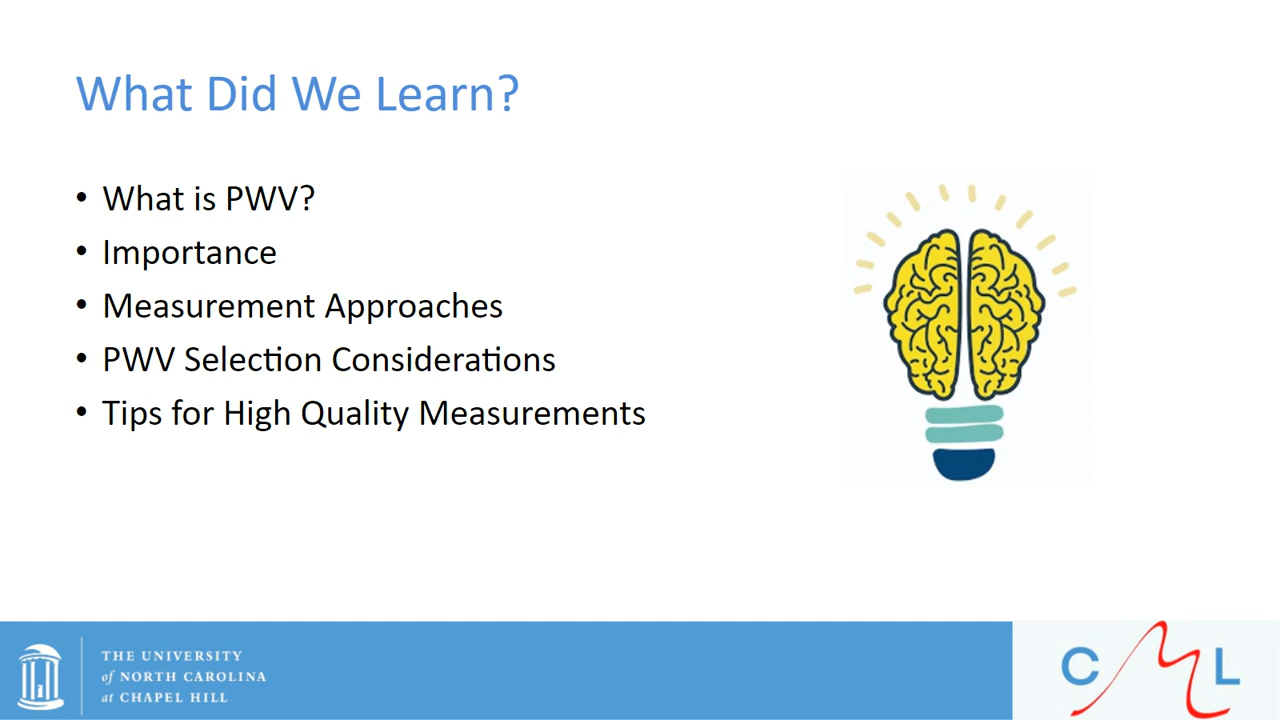 What Did We Learn?
• What is PWV?
• Importance
• Measurement Approaches
• PWV Selection Considerations
• Tips for High Quality Measurements
THE UNIVERSITY
of NORTH CAROLINA
at CHAPEL HILL
CML